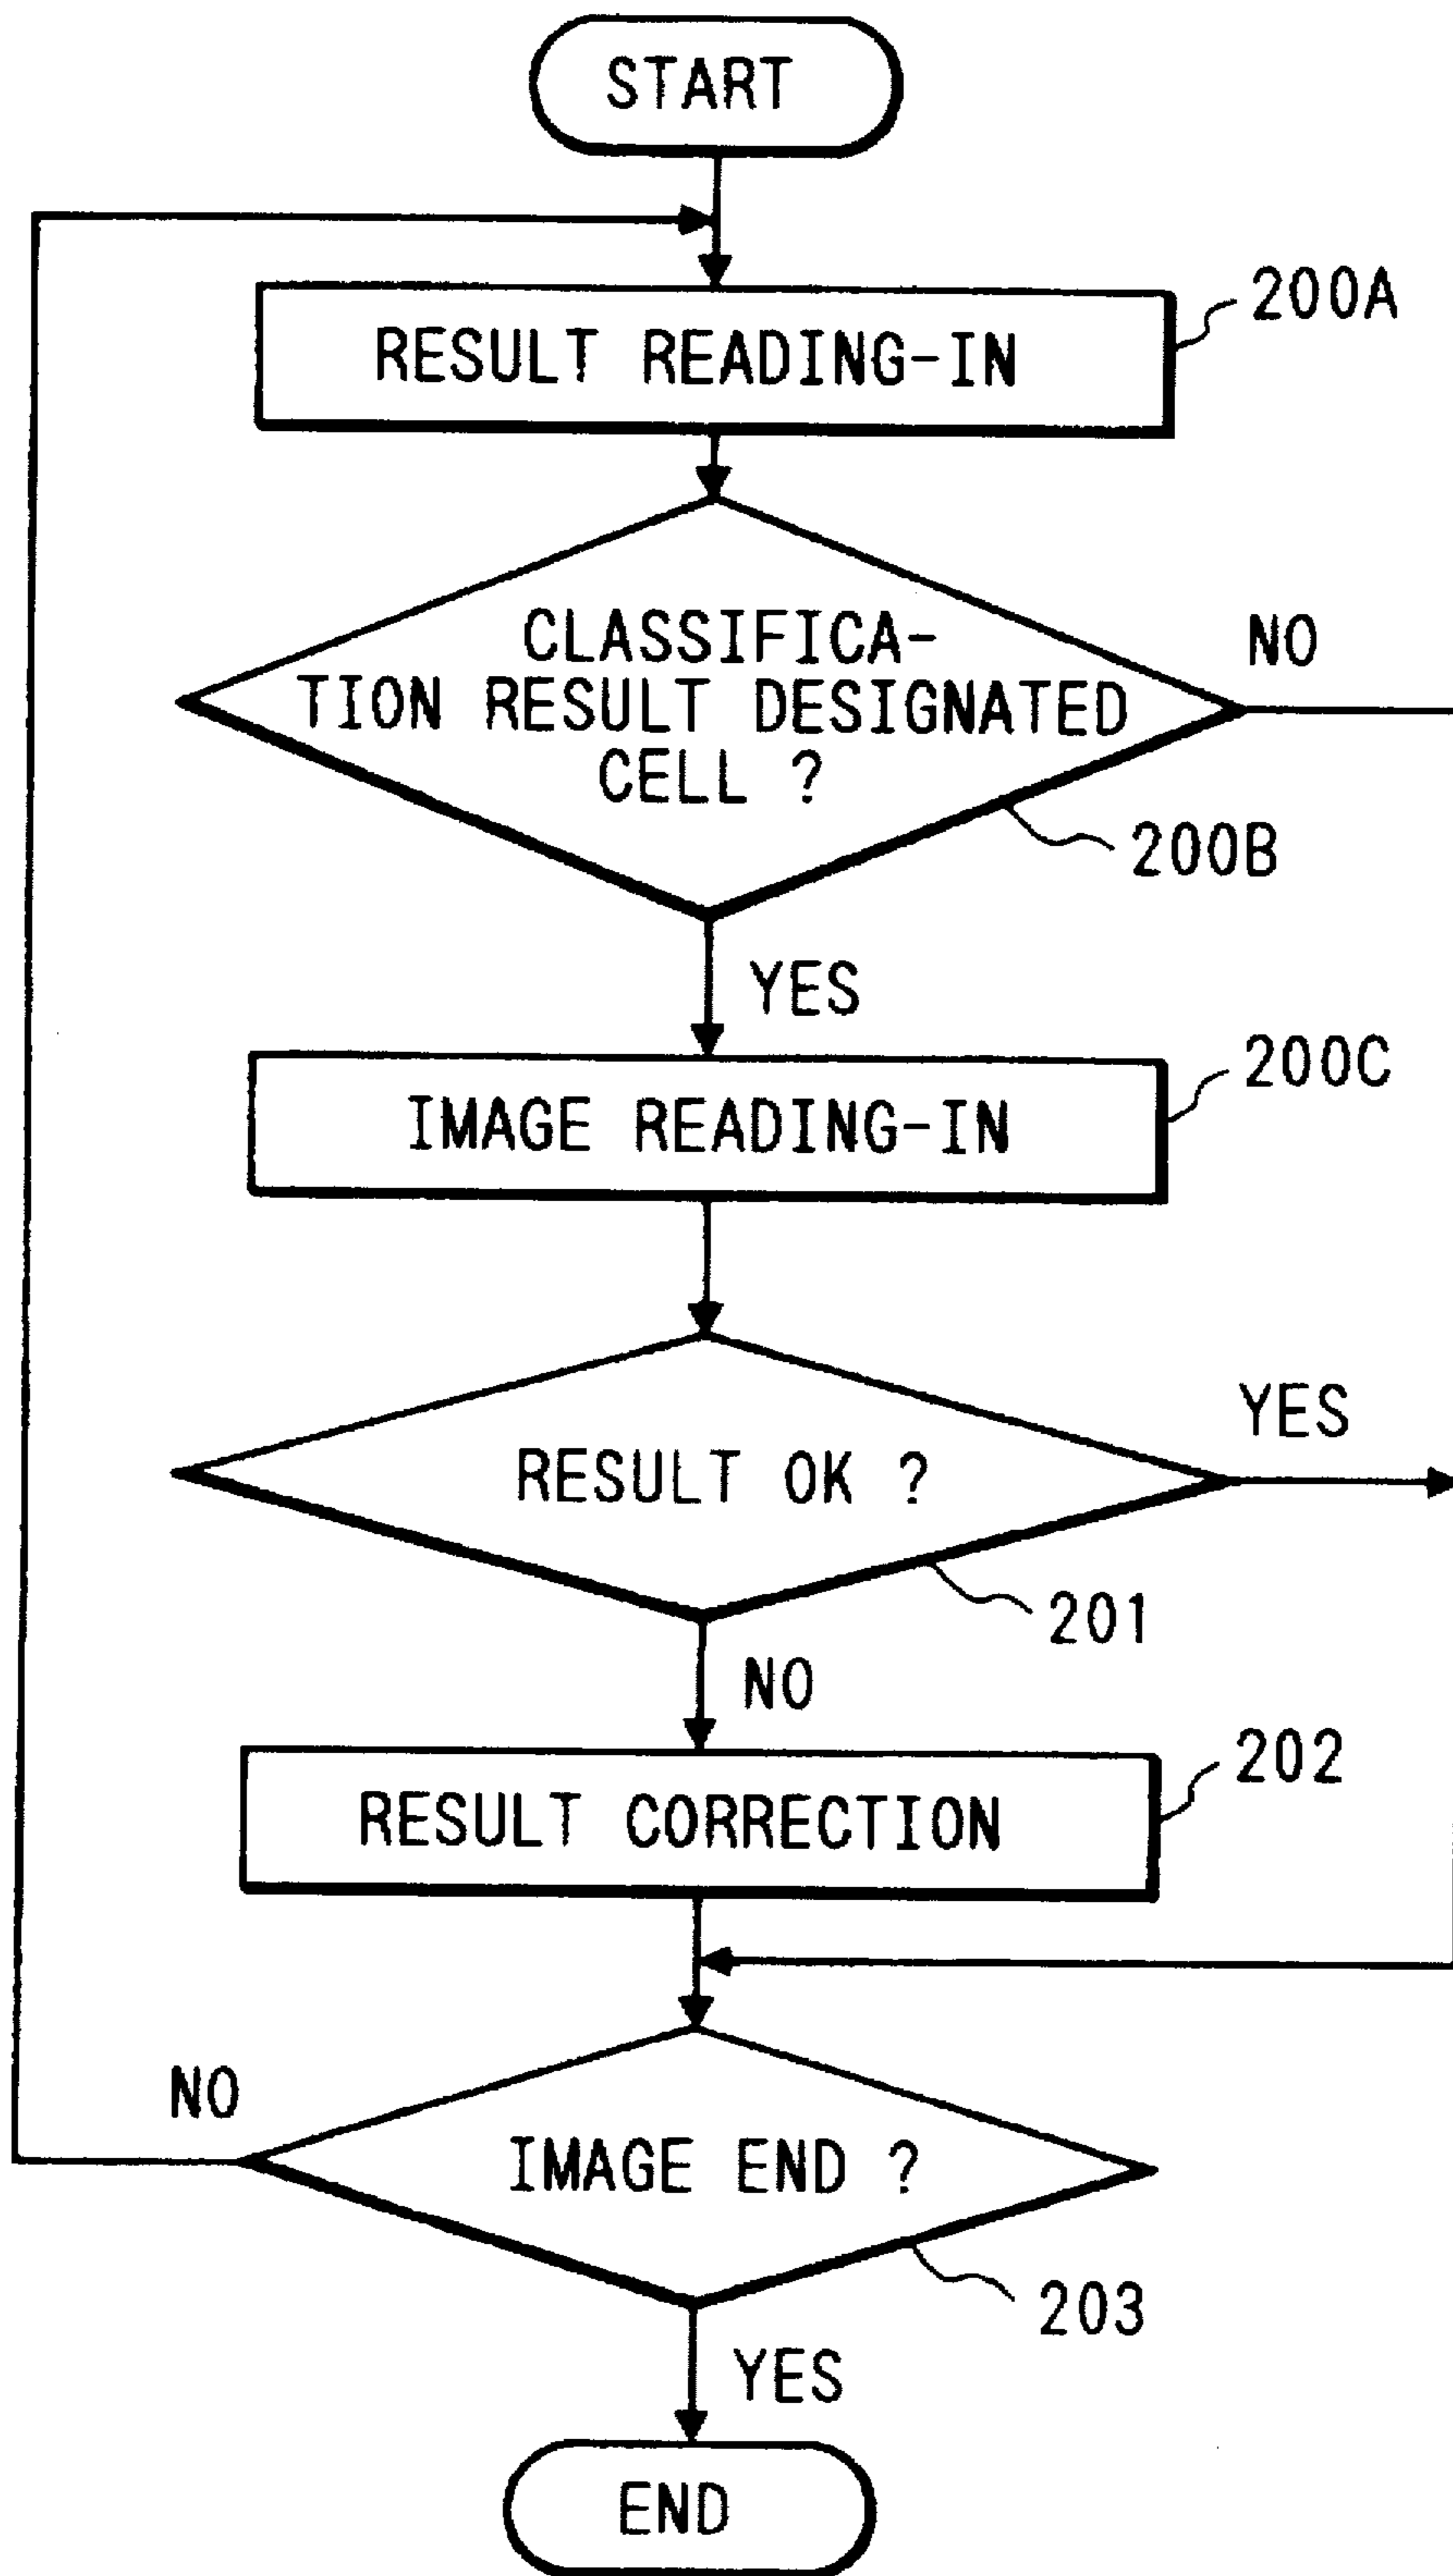 START
200A
RESULT READING-IN
CLASSIFICA-
TION RESULT DESIGNATED
CELL ?
NO
200B
YES
200C
IMAGE READING-IN
YES
RESULT OK ?
201
NO
202
RESULT CORRECTION
NO
IMAGE END ?
203
YES
END